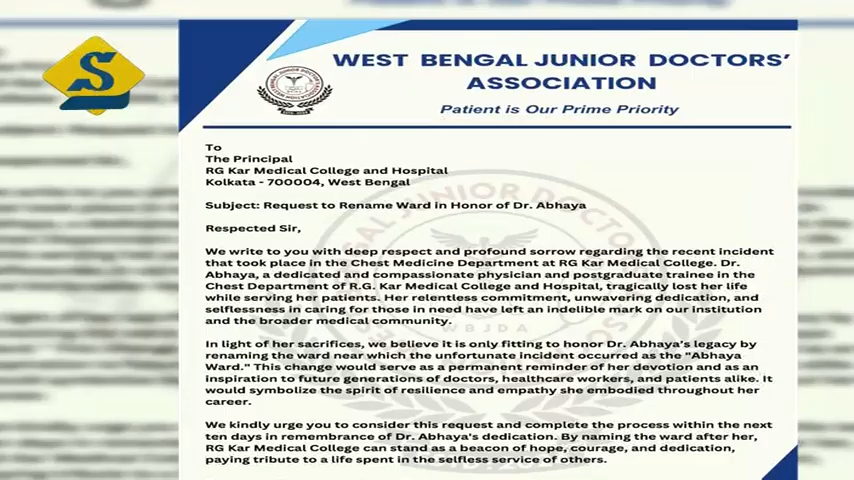 S
WEST BENGAL JUNIOR DOCTORS'
ASSOCIATION
Patient is Our Prime Priority
To
The Principal
RG Kar Medical College and Hospital
Kolkata - 700004, West Bengal
Subject: Request to Rename Ward in Honor of Dr. Abhaya
Respected Sir,
We write to you with deep respect and profound sorrow regarding the recent incident
that took place in the Chest Medicine Department at RG Kar Medical College. Dr.
Abhaya, a dedicated and compassionate physician and postgraduate trainee in the
Chest Department of R.G. Kar Medical College and Hospital, tragically lost her life
while serving her patients. Her relentless commitment, unwavering dedication, and
selflessness in caring for those in need have left an indelible mark on our institution
and the broader medical community.
WBJDA
In light of her sacrifices, we believe it is only fitting to honor Dr. Abhaya's legacy by
renaming the ward near which the unfortunate incident occurred as the "Abhaya
Ward." This change would serve as a permanent reminder of her devotion and as an
inspiration to future generations of doctors, healthcare workers, and patients alike. It
would symbolize the spirit of resilience and empathy she embodied throughout her
career.
We kindly urge you to consider this request and complete the process within the next
ten days in remembrance of Dr. Abhaya's dedication. By naming the ward after her,
RG Kar Medical College can stand as a beacon of hope, courage, and dedication,
paying tribute to a life spent in the selfless service of others.